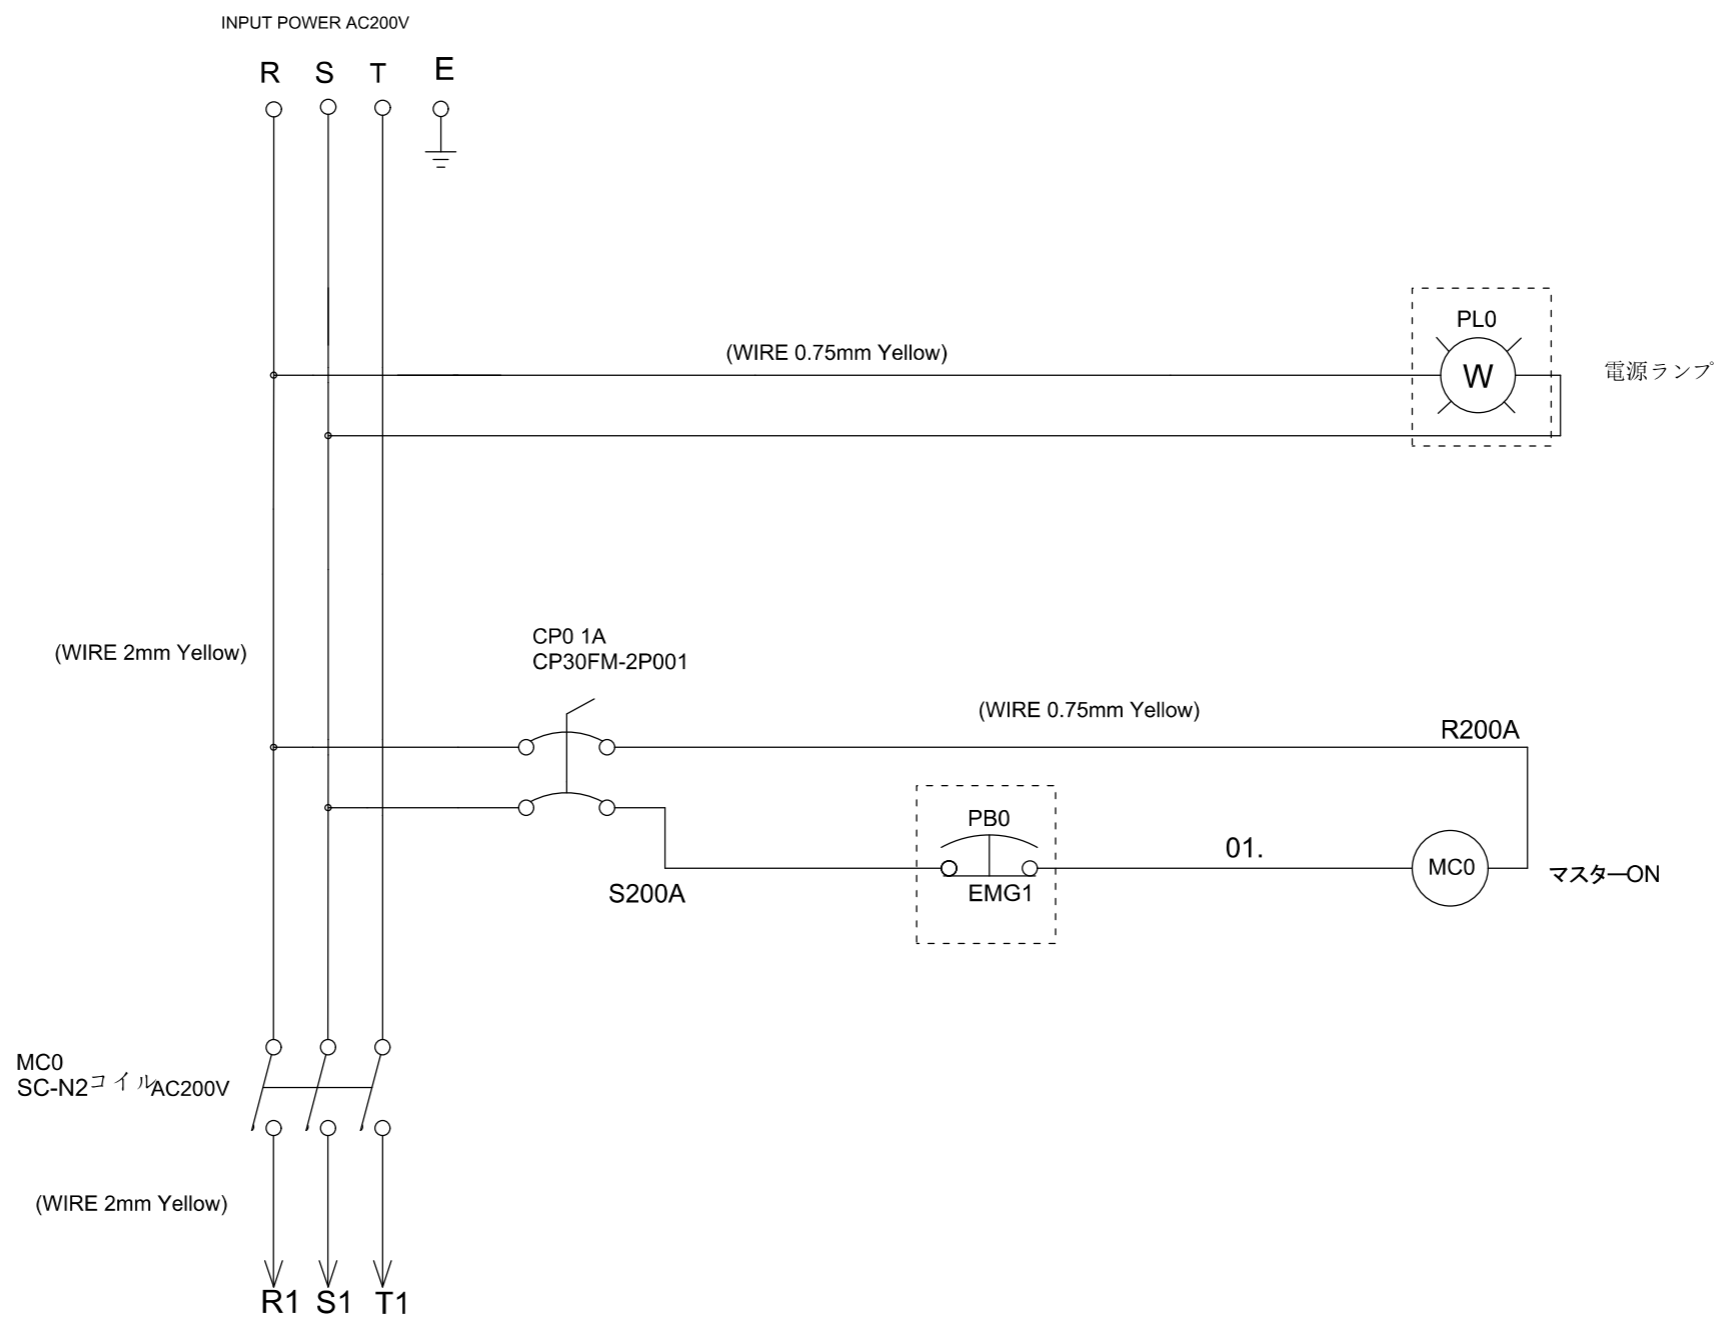 INPUT POWER AC200V
R S T E
PL0
(WIRE 0.75mm Yellow)
W
電源ランプ
CP0 1A
CP30FM-2P001
(WIRE 2mm Yellow)
(WIRE 0.75mm Yellow)
R200A
PB0
01.
MC0
マスターON
S200A
EMG1
MC0
SC-N2コイルAC200V
(WIRE 2mm Yellow)
R1 S1 T1